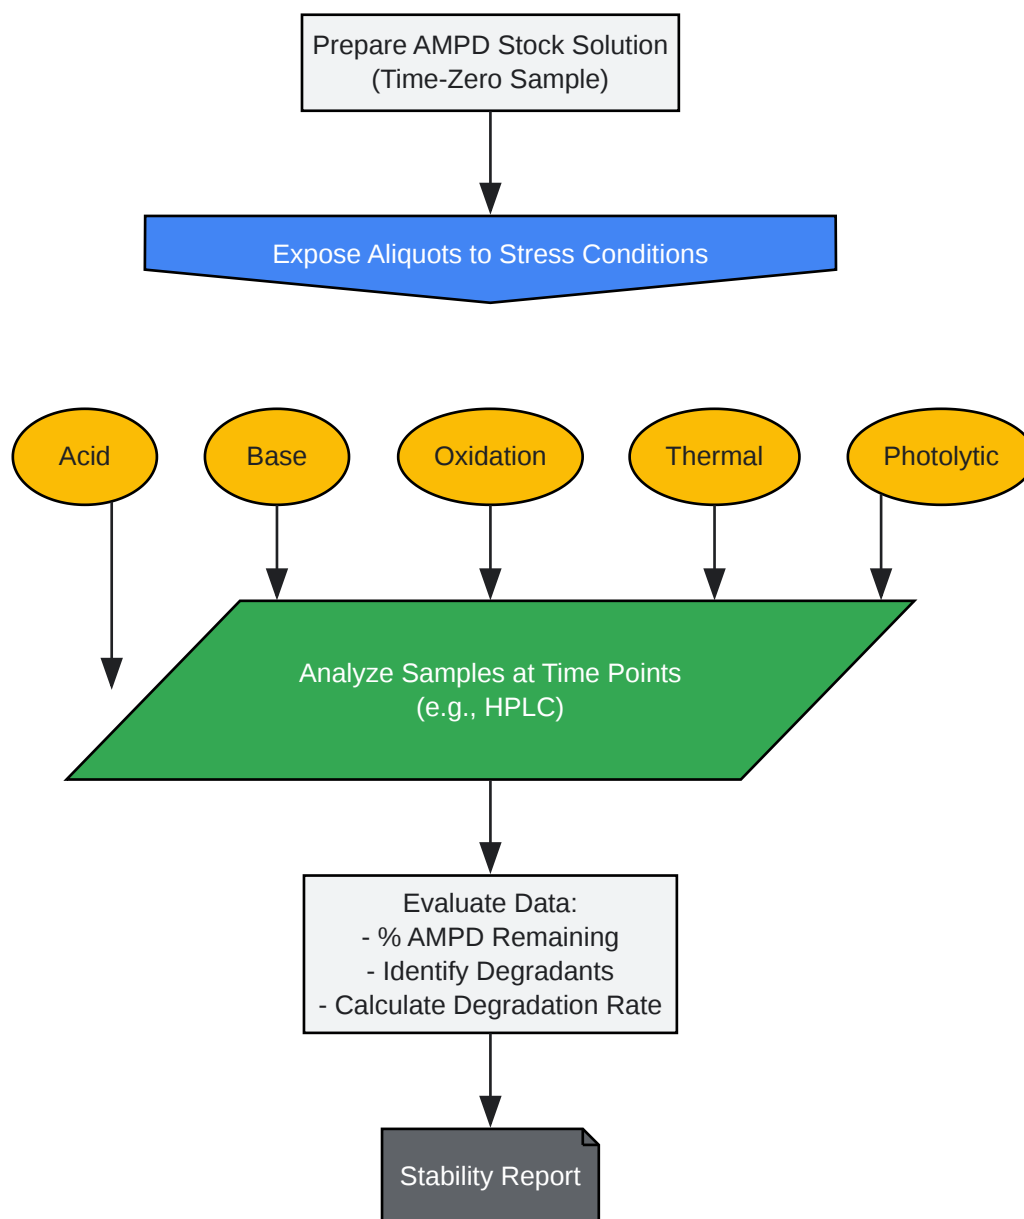 Prepare AMPD Stock Solution
(Time-Zero Sample)
Expose Aliquots to Stress Conditions
Acid
Base
Oxidation
Thermal
Photolytic
Analyze Samples at Time Points
(e.g., HPLC)
Evaluate Data:
- % AMPD Remaining
- Identify Degradants
- Calculate Degradation Rate
Stability Report